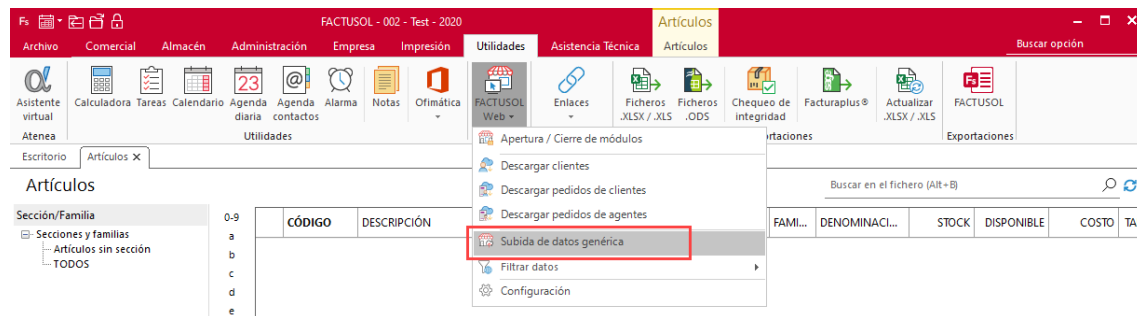 Fs
FACTUSOL - 002 - Test - 2020
Artículos
Archivo Comercial Almacén Administración Empresa Impresión Utilidades Asistencia Técnica Artículos Buscar opción
23
Asistente virtual
Calculadora Tareas Calendario
Agenda diaria
Agenda contactos
Alarma
Notas
Ofimática
FACTUSOL Web
Enlaces
Ficheros .XLSX / .XLS
Ficheros .ODS
Chequeo de integridad
Facturaplus®
Actualizar .XLSX / .XLS
Fs
FACTUSOL
Atenea Utilidades rtaciones Exportaciones
Escritorio Artículos
Apertura / Cierre de módulos
Descargar clientes
Descargar pedidos de clientes
Descargar pedidos de agentes
Subida de datos genérica
Filtrar datos
Configuración
Artículos
Buscar en el fichero (Alt+B)
Sección/Familia
Secciones y familias
Artículos sin sección
TODOS
0-9
a
b
c
d
e
CÓDIGO DESCRIPCIÓN FAMI... DENOMINACI... STOCK DISPONIBLE COSTO TA